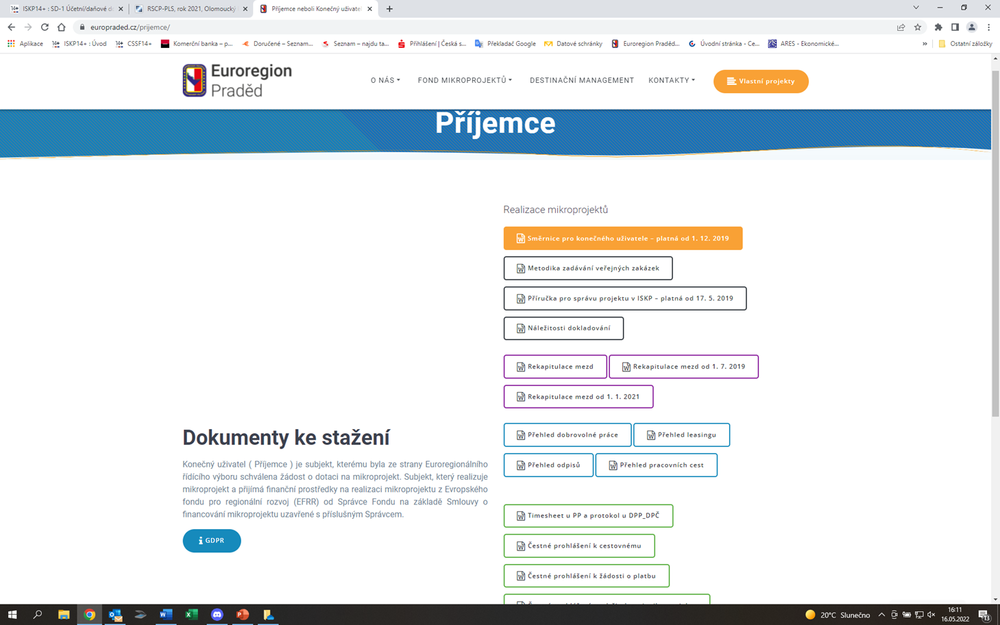 ISKP14+ : SD-1 Účetní/daňové d
RSCP-PLS, rok 2021, Olomoucký
Příjemce neboli Konečný uživate
europraded.cz/prijemce/
Aplikace
ISKP14+ : Úvod
CSSF14+
Komerční banka – p...
Doručené – Seznam...
Seznam – najdu ta...
Přihlášení | Česká s...
Překladač Google
Datové schránky
Euroregion Praděd...
Úvodní stránka - Ce...
ARES - Ekonomické...
»
Ostatní záložky
Euroregion
Praděd
O NÁS
FOND MIKROPROJEKTŮ
DESTINAČNÍ MANAGEMENT
KONTAKTY
Vlastní projekty
Příjemce
Realizace mikroprojektů
Směrnice pro konečného uživatele – platná od 1. 12. 2019
Metodika zadávání veřejných zakázek
Příručka pro správu projektu v ISKP – platná od 17. 5. 2019
Náležitosti dokladování
Rekapitulace mezd
Rekapitulace mezd od 1. 7. 2019
Rekapitulace mezd od 1. 1. 2021
Dokumenty ke stažení
Konečný uživatel ( Příjemce ) je subjekt, kterému byla ze strany Euroregionálního
řídícího výboru schválena žádost o dotaci na mikroprojekt. Subjekt, který realizuje
mikroprojekt a přijímá finanční prostředky na realizaci mikroprojektu z Evropského
fondu pro regionální rozvoj (EFRR) od Správce Fondu na základě Smlouvy o
financování mikroprojektu uzavřené s příslušným Správcem.
GDPR
Přehled dobrovolné práce
Přehled leasingu
Přehled odpisů
Přehled pracovních cest
Timesheet u PP a protokol u DPP_DPČ
Čestné prohlášení k cestovnému
Čestné prohlášení k žádosti o platbu
20°C Slunečno
16:11
16.05.2022
13